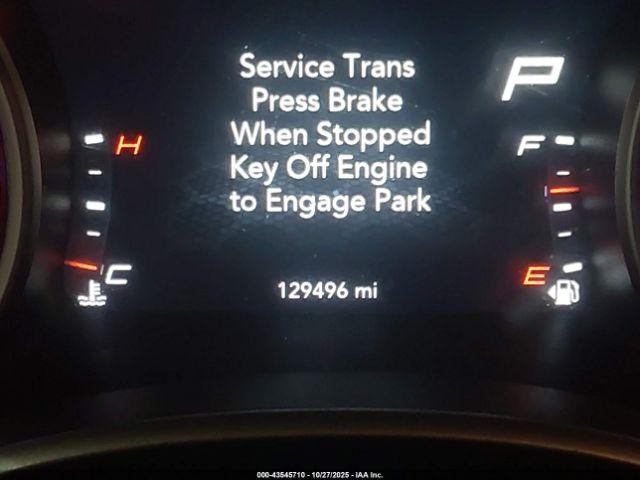 Service Trans
Press Brake
When Stopped
Key Off Engine
to Engage Park
P
H
F
C
E
129496 mi
000-43545710 - 10/27/2025 - IAA Inc.